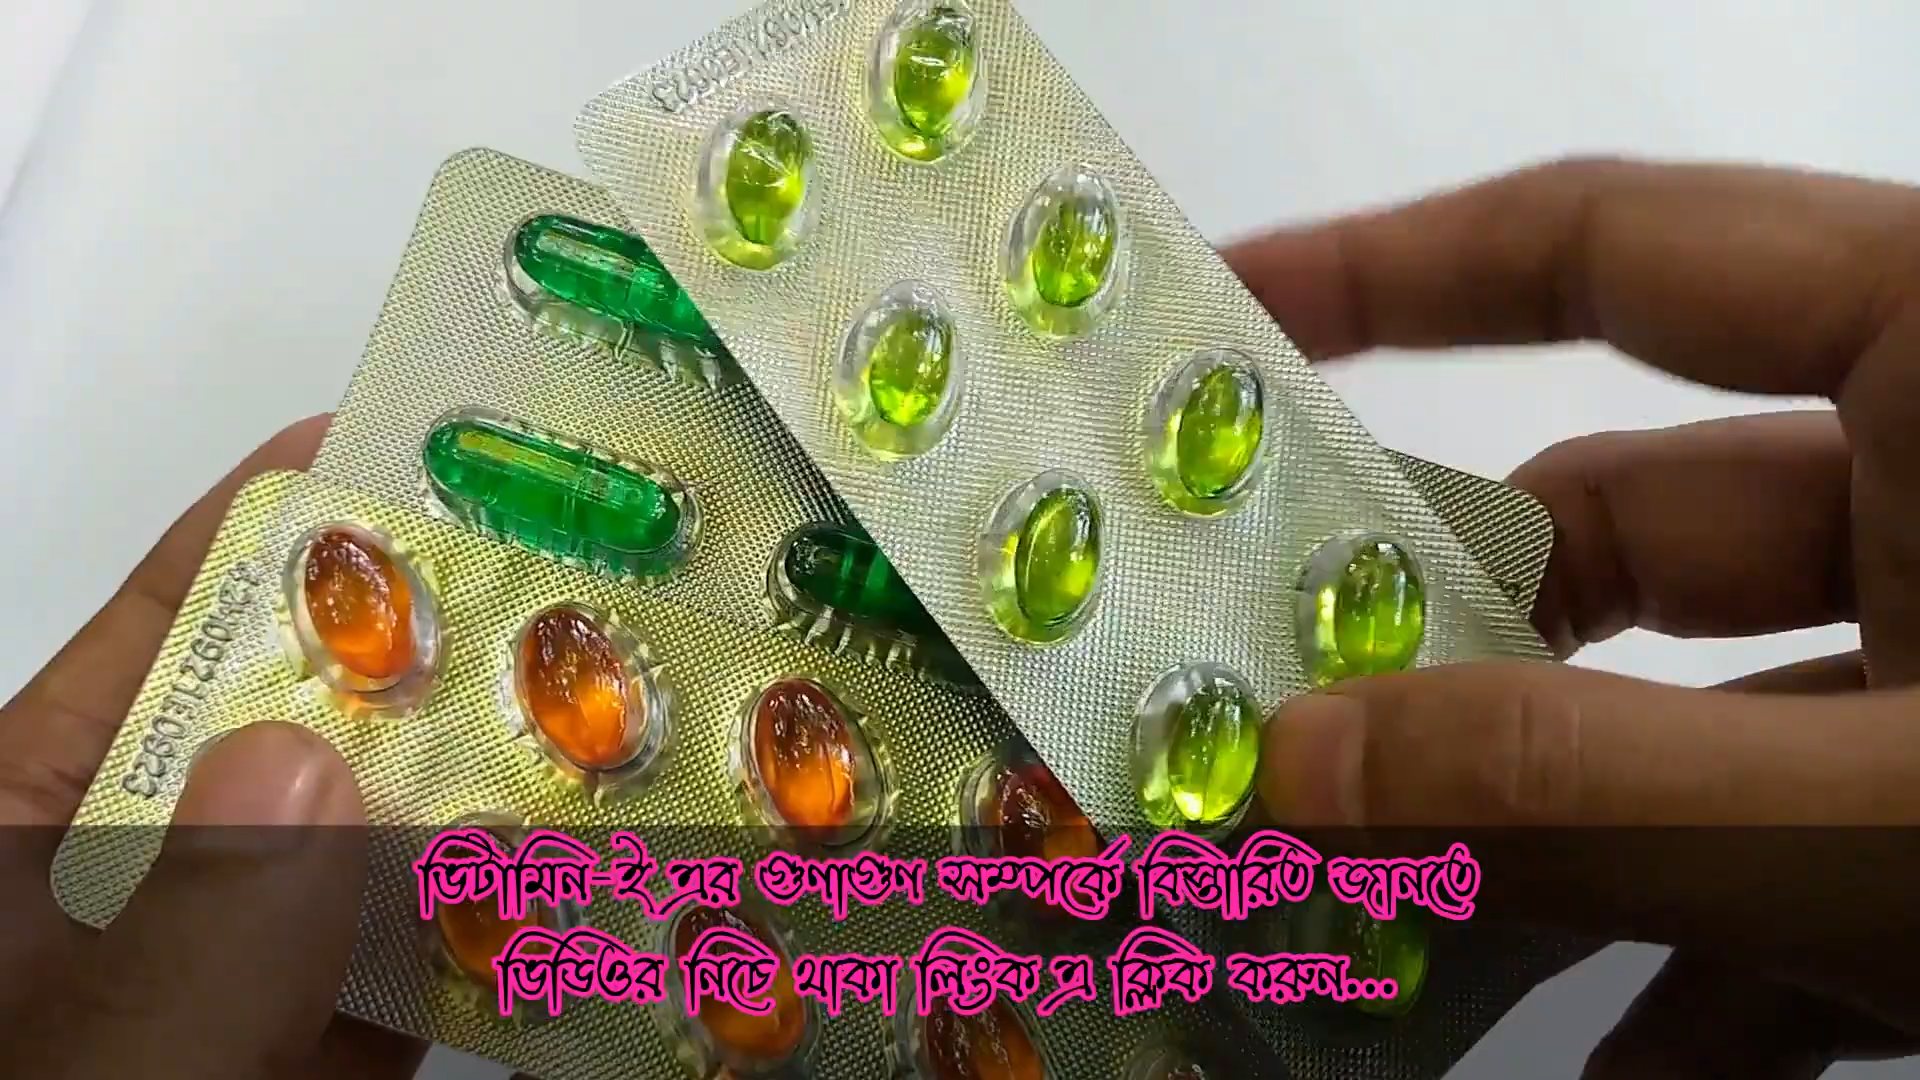 ভিটামিন-ই এর গুণাগুণ সম্পর্কে বিস্তারিত জানতে
ভিডিওর নিচে থাকা লিংক এ ক্লিক করুন...